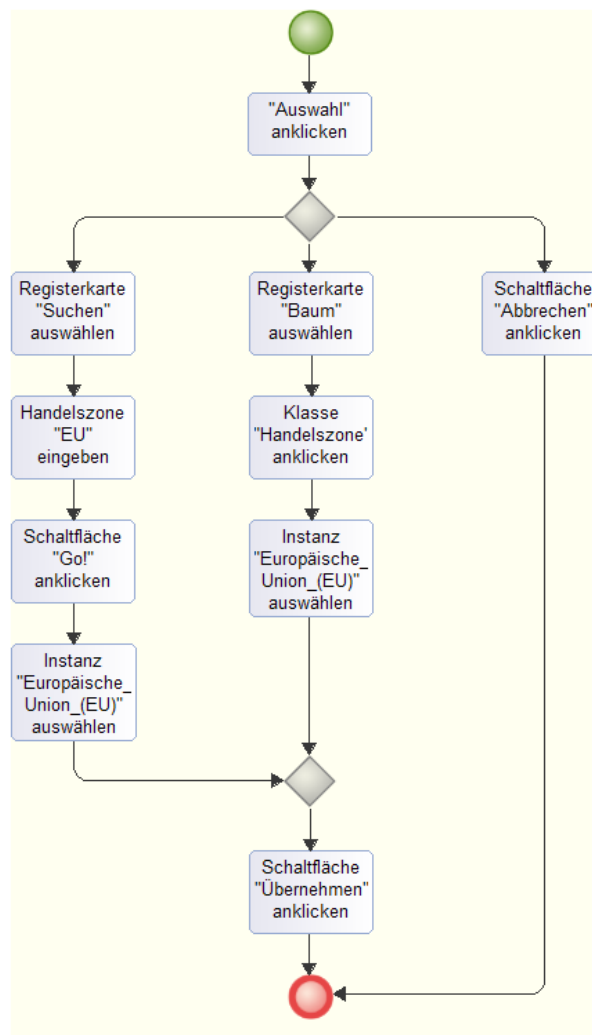 "Auswahl"
anklicken
Registerkarte
"Suchen"
auswählen
Registerkarte
"Baum"
auswählen
Schaltfläche
"Abbrechen"
anklicken
Handelszone
"EU"
eingeben
Klasse
"Handelszone'
anklicken
Schaltfläche
"Go!"
anklicken
Instanz
"Europäische_
Union_(EU)"
auswählen
Instanz
"Europäische_
Union_(EU)"
auswählen
Schaltfläche
"Übernehmen"
anklicken